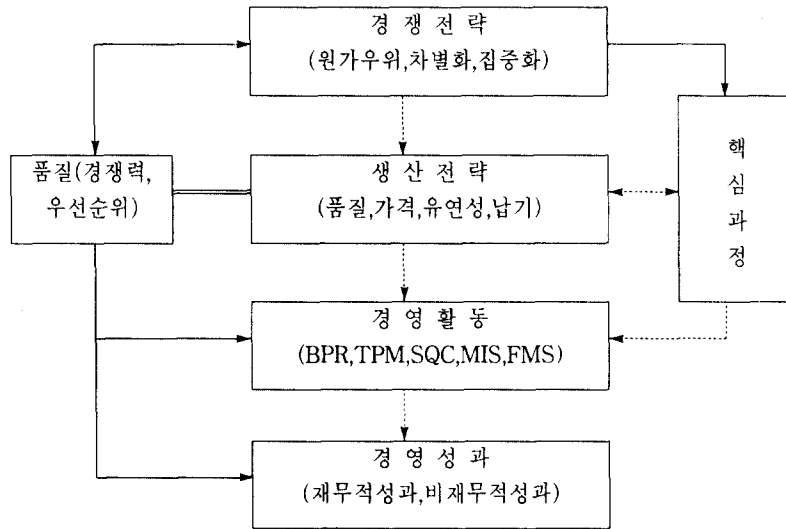 경 쟁 전 략
(원가우위,차별화,집중화)
품질(경쟁력,
우선순위)
생 산 전 략
(품질,가격,유연성,납기)
핵
심
과
정
경 영 활 동
(BPR,TPM,SQC,MIS,FMS)
경 영 성 과
(재무적성과,비재무적성과)